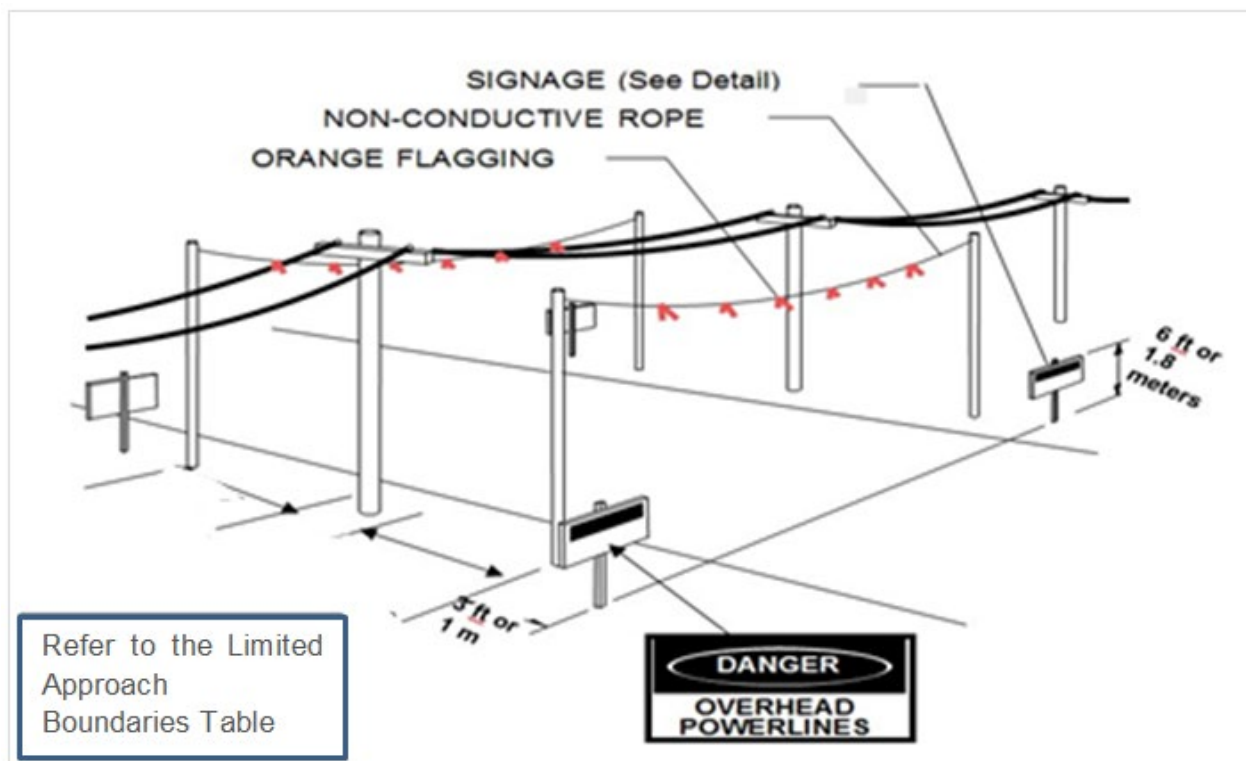 SIGNAGE (See Detail)
NON-CONDUCTIVE ROPE
ORANGE FLAGGING
6 ft or
1.8
meters
3 ft or
1 m
Refer to the Limited
Approach
Boundaries Table
DANGER
OVERHEAD
POWERLINES